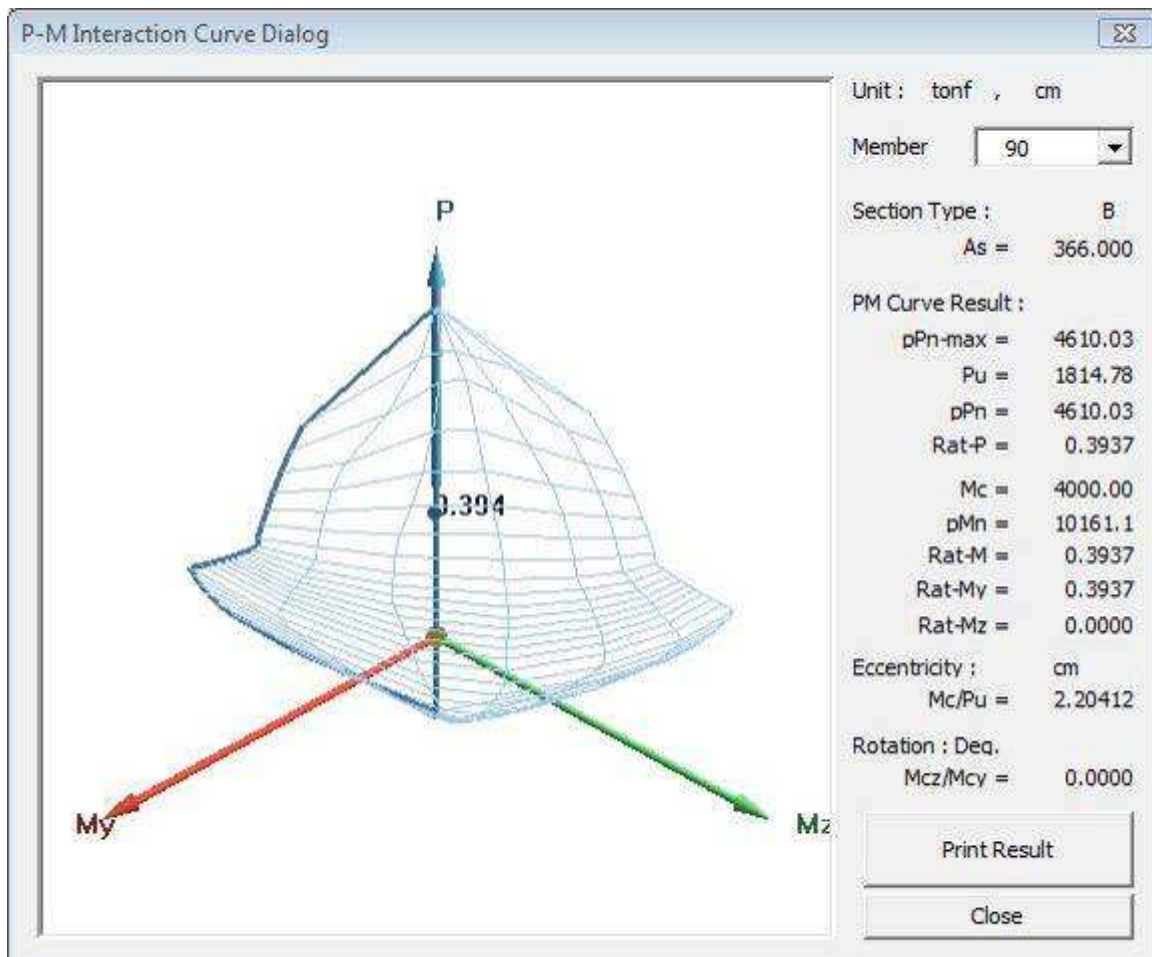 P-M Interaction Curve Dialog
Unit : tonf , cm
Member 90
Section Type : B
As = 366.000
PM Curve Result :
pPn-max = 4610.03
Pu = 1814.78
pPn = 4610.03
Rat-P = 0.3937
Mc = 4000.00
pMn = 10161.1
Rat-M = 0.3937
Rat-My = 0.3937
Rat-Mz = 0.0000
Eccentricity : cm
Mc/Pu = 2.20412
Rotation : Deg.
Mcz/Mcy = 0.0000
Print Result
Close
P
0.394
My
Mz